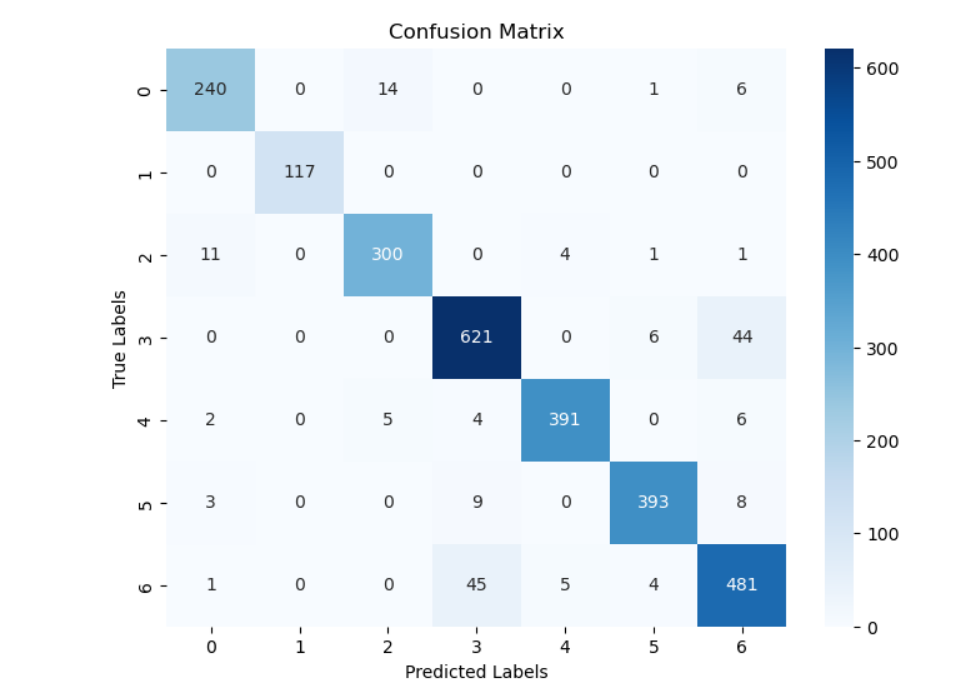 Confusion Matrix
0 240 0 14 0 0 1 6
1 0 117 0 0 0 0 0
2 11 0 300 0 4 1 1
3 0 0 0 621 0 6 44
4 2 0 5 4 391 0 6
5 3 0 0 9 0 393 8
6 1 0 0 45 5 4 481
0 1 2 3 4 5 6
True Labels
Predicted Labels
600
500
400
300
200
100
0